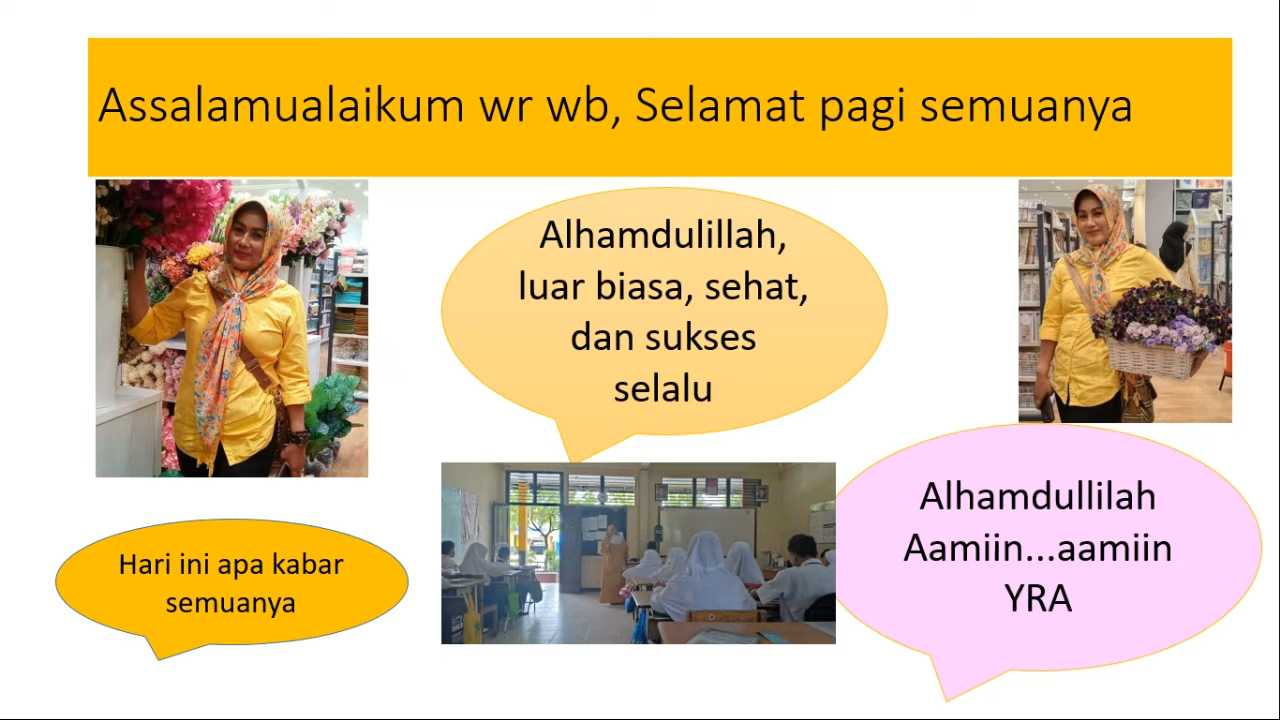 Assalamualaikum wr wb, Selamat pagi semuanya
Alhamdulillah,
luar biasa, sehat,
dan sukses
selalu
Hari ini apa kabar
semuanya
Alhamdullilah
Aamiin...aamiin
YRA